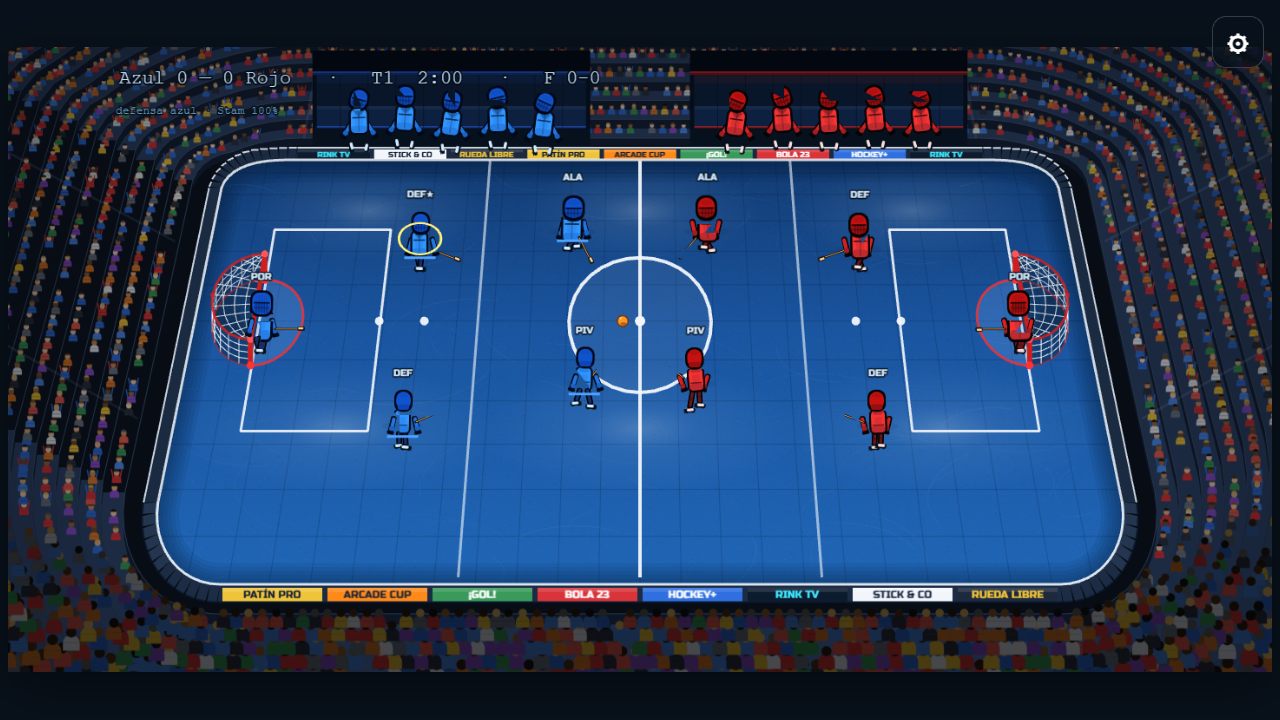 Azul 0 — 0 Rojo · T1 2:00 · F 0-0
defensa azul · Stam 100%
RINK TV STICK & CO RUEDA LIBRE PATÍN PRO ARCADE CUP ¡GOL! BOLA 23 HOCKEY+ RINK TV
ALA ALA
DEF★ DEF
POR POR
PIV PIV
DEF DEF
PATÍN PRO ARCADE CUP ¡GOL! BOLA 23 HOCKEY+ RINK TV STICK & CO RUEDA LIBRE